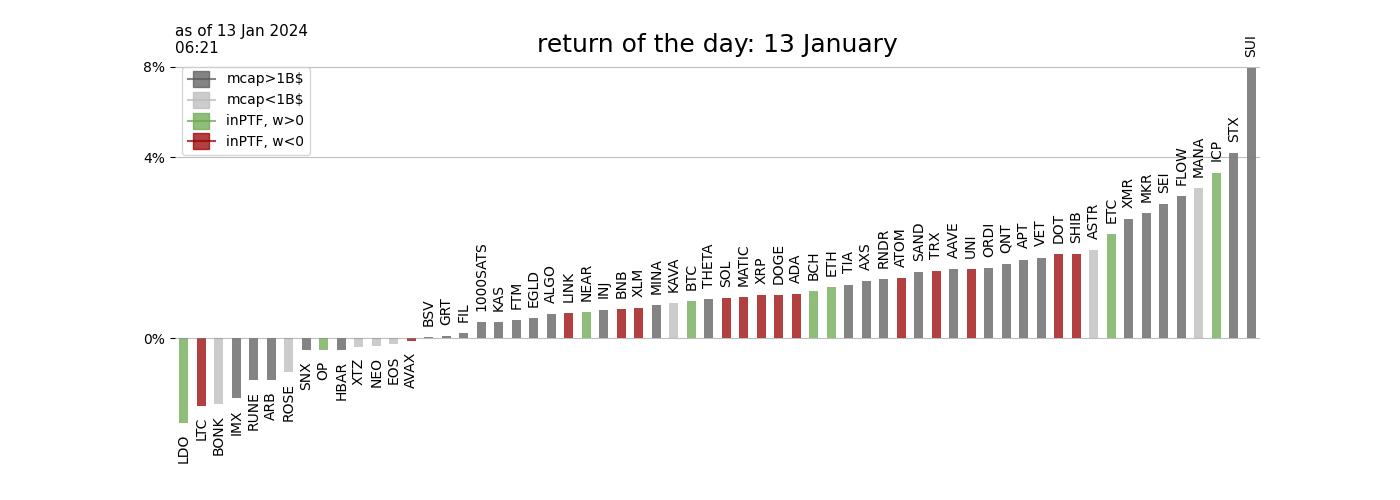 as of 13 Jan 2024
06:21
return of the day: 13 January
8%
4%
0%
mcap>1B$
mcap<1B$
inPTF, w>0
inPTF, w<0
LDO
LTC
BONK
IMX
RUNE
ARB
ROSE
SNX
OP
HBAR
XTZ
NEO
EOS
AVAX
BSV
GRT
FIL
1000SATS
KAS
FTM
EGLD
ALGO
LINK
NEAR
INJ
BNB
XLM
MINA
KAVA
BTC
THETA
SOL
MATIC
XRP
DOGE
ADA
BCH
ETH
TIA
AXS
RNDR
ATOM
SAND
TRX
AAVE
UNI
ORDI
QNT
APT
VET
DOT
SHIB
ASTR
ETC
XMR
MKR
SEI
FLOW
MANA
ICP
STX
SUI